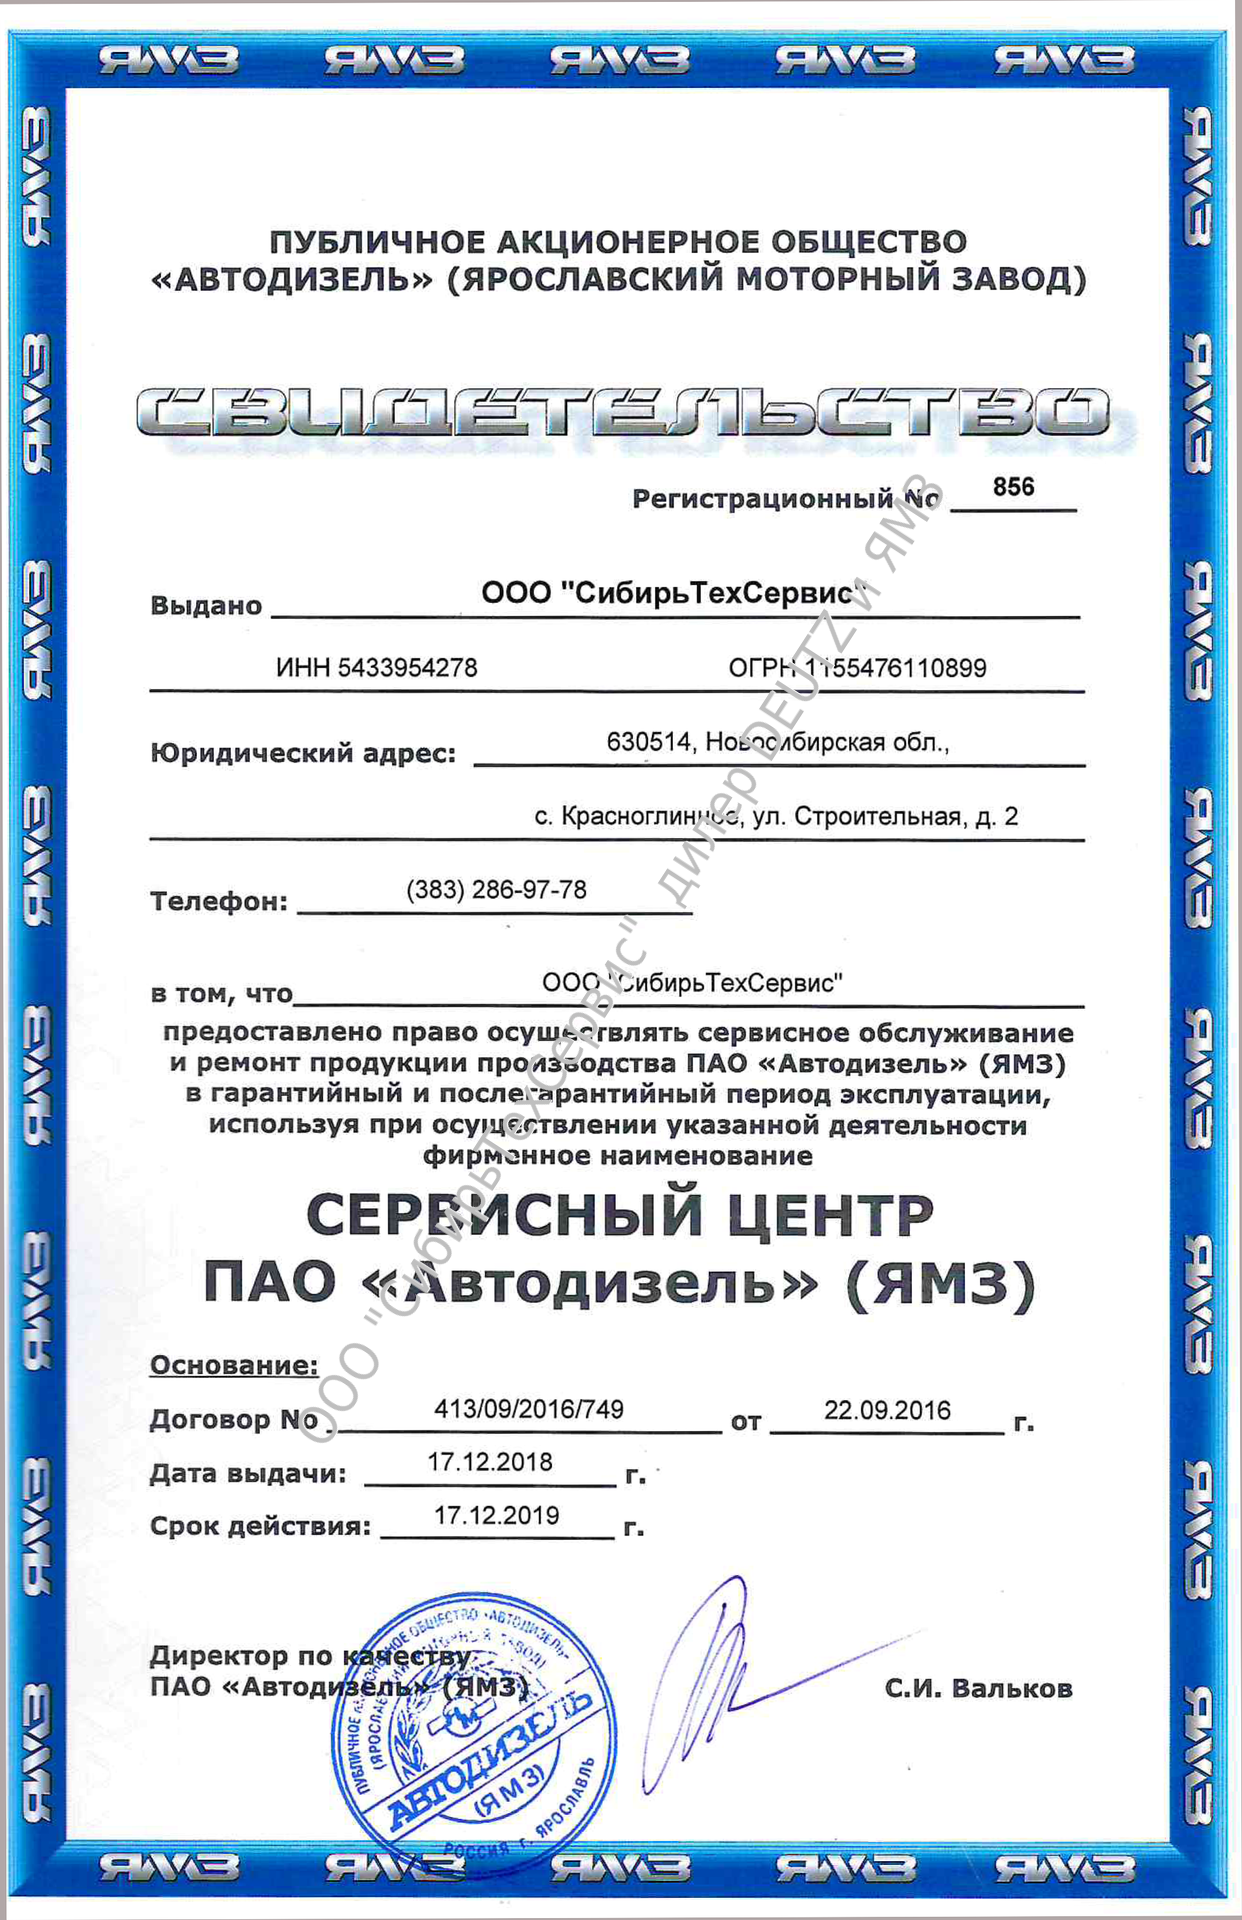 ЯМЗ ЯМЗ ЯМЗ ЯМЗ ЯМЗ
ПУБЛИЧНОЕ АКЦИОНЕРНОЕ ОБЩЕСТВО
«АВТОДИЗЕЛЬ» (ЯРОСЛАВСКИЙ МОТОРНЫЙ ЗАВОД)
СВИДЕТЕЛЬСТВО
Регистрационный No 856
Выдано ООО "СибирьТехСервис"
ИНН 5433954278 ОГРН 1155476110899
Юридический адрес: 630514, Новосибирская обл.,
с. Красноглинное, ул. Строительная, д. 2
Телефон: (383) 286-97-78
в том, что ООО "СибирьТехСервис"
предоставлено право осуществлять сервисное обслуживание
и ремонт продукции производства ПАО «Автодизель» (ЯМЗ)
в гарантийный и послегарантийный период эксплуатации,
используя при осуществлении указанной деятельности
фирменное наименование
СЕРВИСНЫЙ ЦЕНТР
ПАО «Автодизель» (ЯМЗ)
Основание:
Договор No 413/09/2016/749 от 22.09.2016 г.
Дата выдачи: 17.12.2018 г.
Срок действия: 17.12.2019 г.
Директор по качеству
ПАО «Автодизель» (ЯМЗ)
С.И. Вальков
ПУБЛИЧНОЕ АКЦИОНЕРНОЕ ОБЩЕСТВО «АВТОДИЗЕЛЬ»
(ЯРОСЛАВСКИЙ МОТОРНЫЙ ЗАВОД)
АВТОДИЗЕЛЬ
(ЯМЗ)
РОССИЯ г. ЯРОСЛАВЛЬ
ООО "СибирьТехСервис" дилер DEUTZ и ЯМЗ
ЯМЗ ЯМЗ ЯМЗ ЯМЗ ЯМЗ